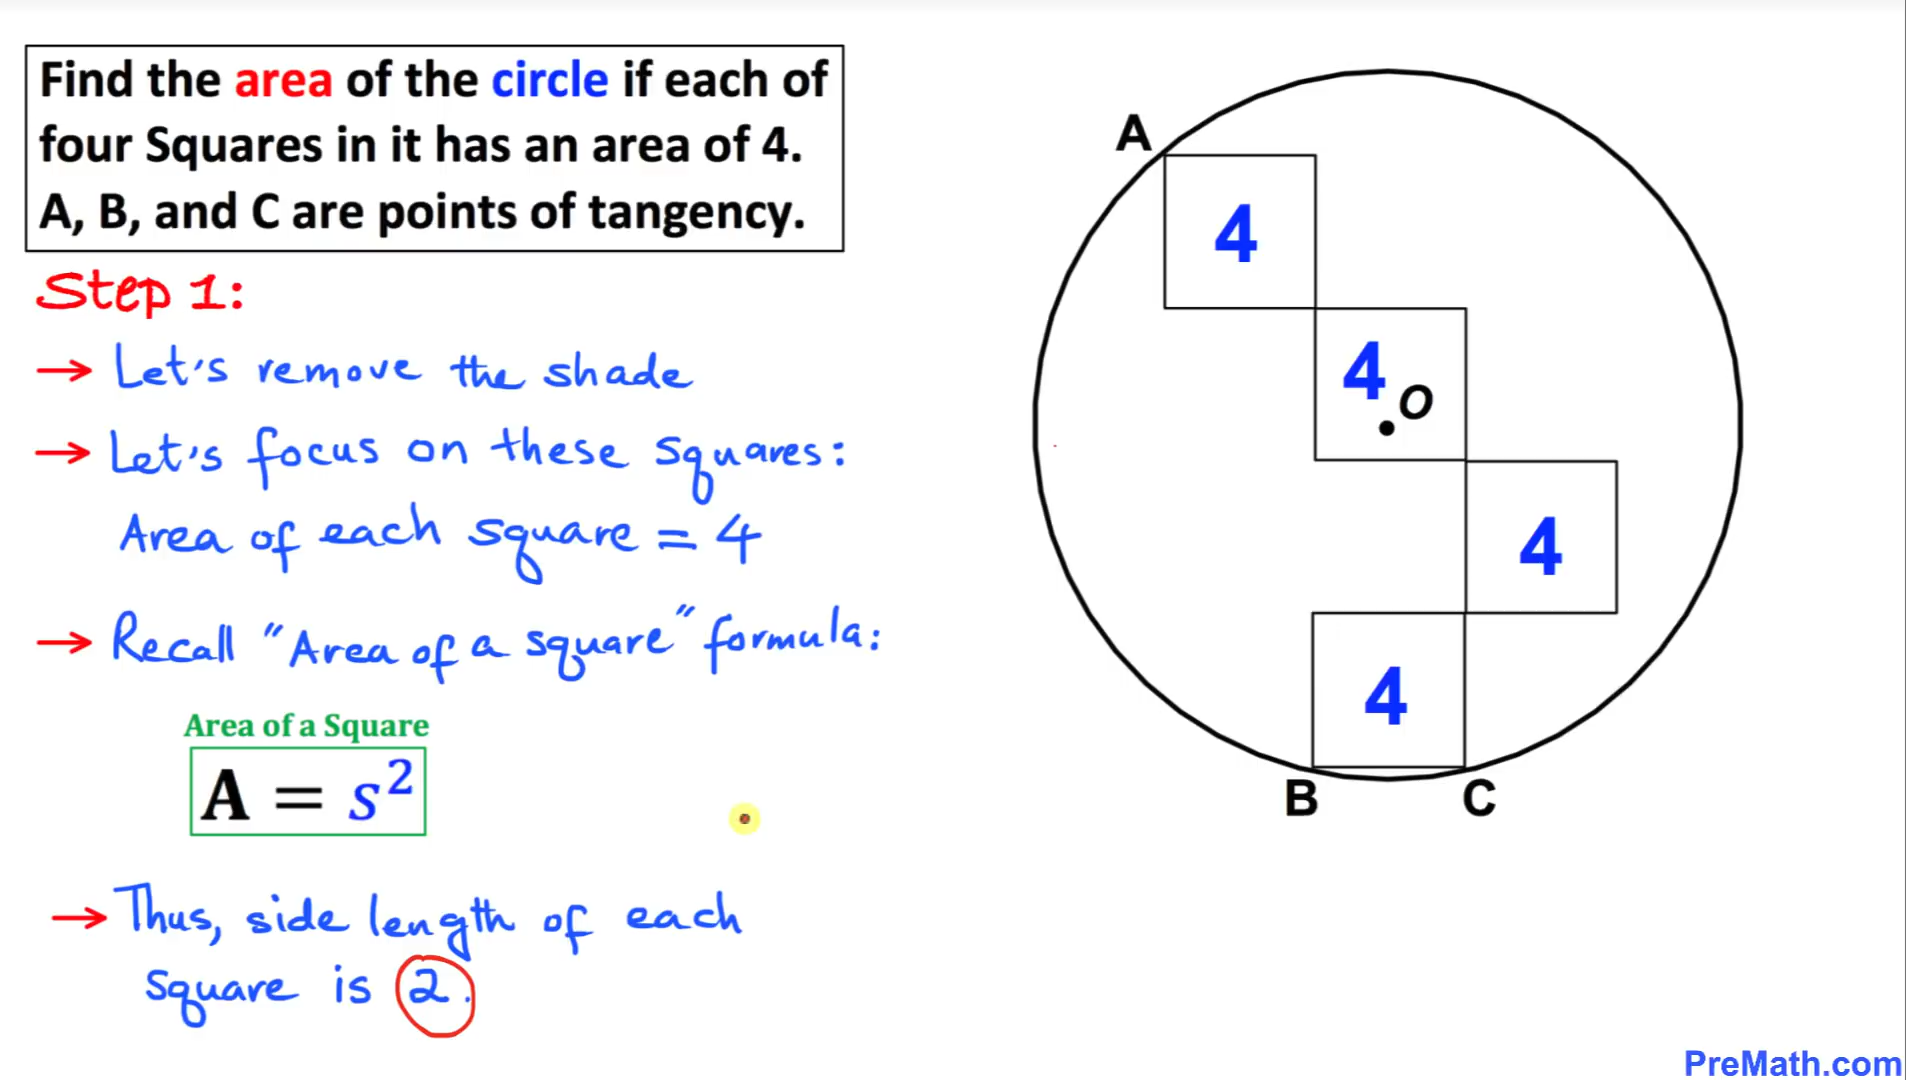 Find the area of the circle if each of
four Squares in it has an area of 4.
A, B, and C are points of tangency.
Step 1:
→ Let's remove the shade
→ Let's focus on these squares:
Area of each square = 4
→ Recall "Area of a square" formula:
Area of a Square
A = s²
→ Thus, side length of each
square is 2.
A
4
4
O
4
4
B
C
PreMath.com